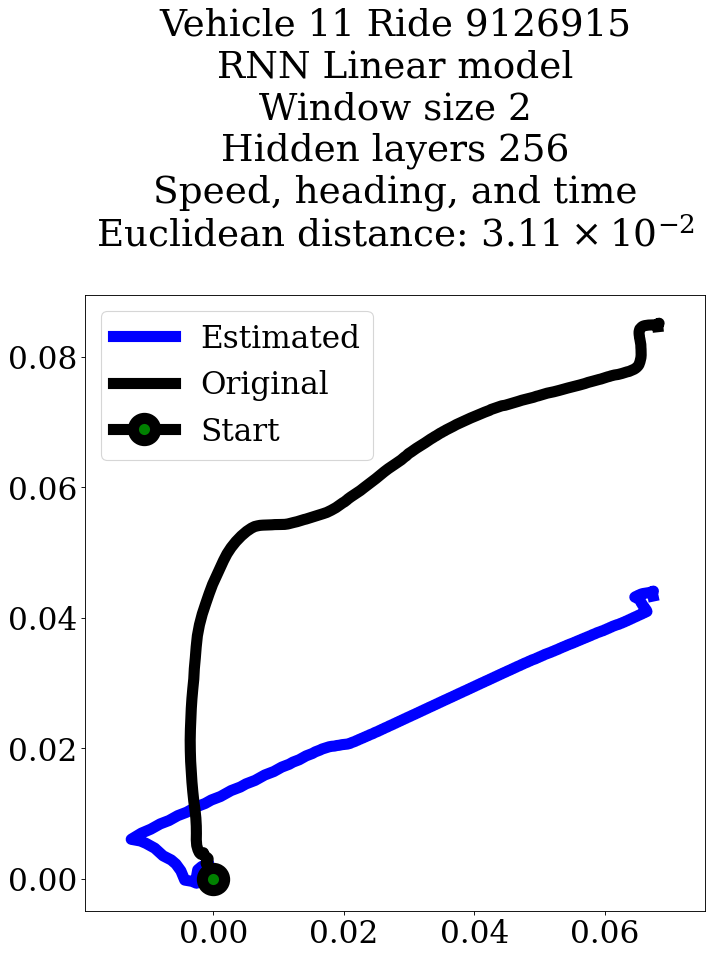 Vehicle 11 Ride 9126915
RNN Linear model
Window size 2
Hidden layers 256
Speed, heading, and time
Euclidean distance: 3.11 × 10⁻²
Estimated
Original
Start
0.08
0.06
0.04
0.02
0.00
0.00 0.02 0.04 0.06